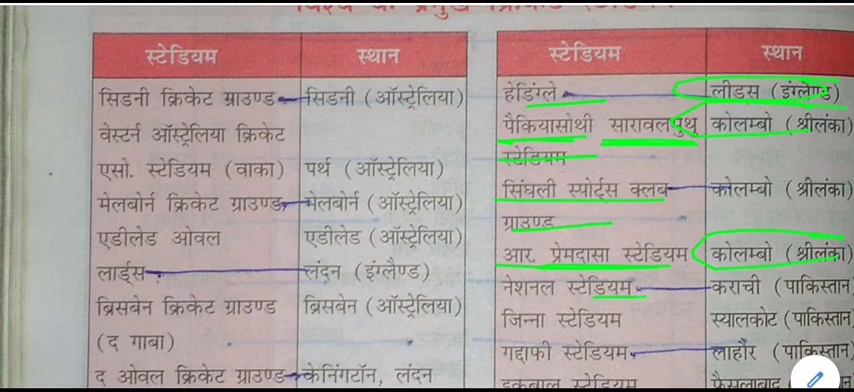 स्टेडियम स्थान
सिडनी क्रिकेट ग्राउण्ड सिडनी (ऑस्ट्रेलिया)
वेस्टर्न ऑस्ट्रेलिया क्रिकेट
एसो. स्टेडियम (वाका) पर्थ (ऑस्ट्रेलिया)
मेलबोर्न क्रिकेट ग्राउण्ड मेलबोर्न (ऑस्ट्रेलिया)
एडीलेड ओवल एडीलेड (ऑस्ट्रेलिया)
लार्ड्स लंदन (इंग्लैण्ड)
ब्रिसबेन क्रिकेट ग्राउण्ड ब्रिसबेन (ऑस्ट्रेलिया)
(द गाबा)
द ओवल क्रिकेट ग्राउण्ड केनिंगटॉन, लंदन
स्टेडियम स्थान
हेडिंग्ले लीड्स (इंग्लैण्ड)
पैकियासोथी सारावलमुथु कोलम्बो (श्रीलंका)
स्टेडियम
सिंघली स्पोर्ट्स क्लब कोलम्बो (श्रीलंका)
ग्राउण्ड
आर. प्रेमदासा स्टेडियम कोलम्बो (श्रीलंका)
नेशनल स्टेडियम कराची (पाकिस्तान)
जिन्ना स्टेडियम स्यालकोट (पाकिस्तान)
गद्दाफी स्टेडियम लाहौर (पाकिस्तान)